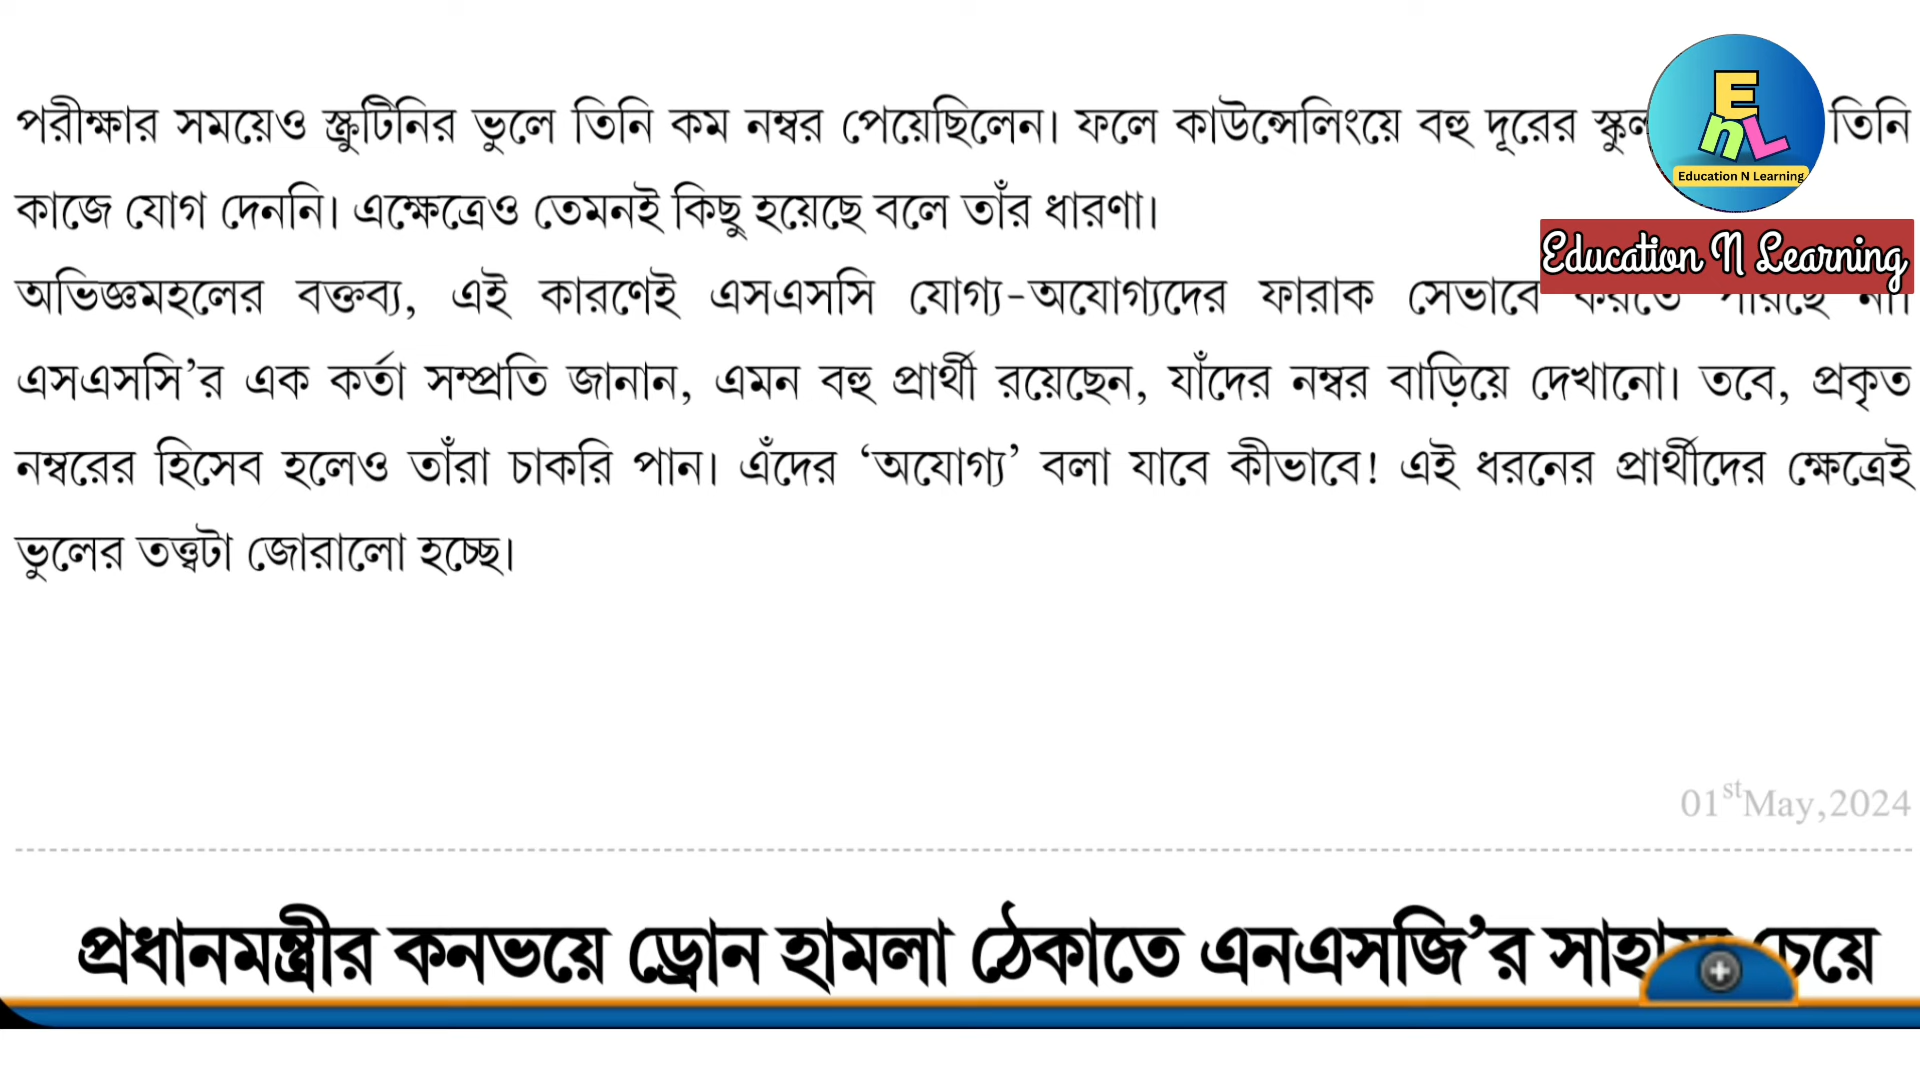 পরীক্ষার সময়েও স্ক্রুটিনির ভুলে তিনি কম নম্বর পেয়েছিলেন। ফলে কাউন্সেলিংয়ে বহু দূরের তিনি
কাজে যোগ দেননি। এক্ষেত্রেও তেমনই কিছু হয়েছে বলে তাঁর ধারণা।
অভিজ্ঞমহলের বক্তব্য, এই কারণেই এসএসসি যোগ্য-অযোগ্যদের ফারাক সেভাবে করতে পারছে না।
এসএসসি’র এক কর্তা সম্প্রতি জানান, এমন বহু প্রার্থী রয়েছেন, যাঁদের নম্বর বাড়িয়ে দেখানো। তবে, প্রকৃত
নম্বরের হিসেব হলেও তাঁরা চাকরি পান। এঁদের ‘অযোগ্য’ বলা যাবে কীভাবে! এই ধরনের প্রার্থীদের ক্ষেত্রেই
ভুলের তত্ত্বটা জোরালো হচ্ছে।
EnL
Education N Learning
Education N Learning
01st May,2024
প্রধানমন্ত্রীর কনভয়ে ড্রোন হামলা ঠেকাতে এনএসজি’র চেয়ে